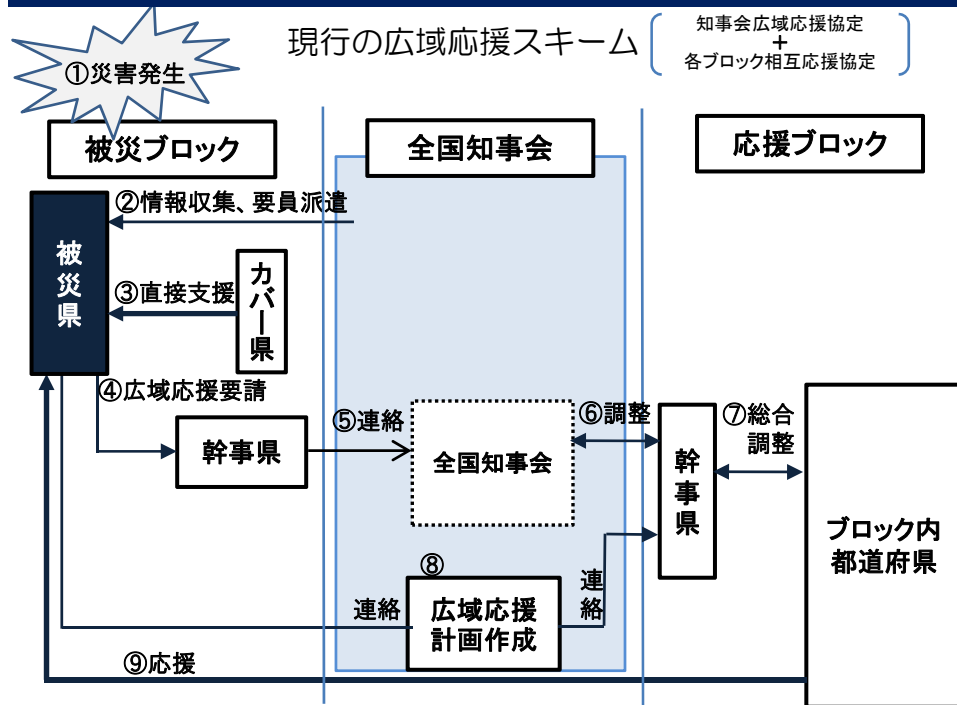 現行の広域応援スキーム
知事会広域応援協定
+
各ブロック相互応援協定
①災害発生
被災ブロック
全国知事会
応援ブロック
②情報収集、要員派遣
被災県
カバー県
③直接支援
④広域応援要請
幹事県
⑤連絡
全国知事会
⑥調整
幹事県
⑦総合
調整
ブロック内
都道府県
⑧
広域応援
計画作成
連絡
連絡
⑨応援